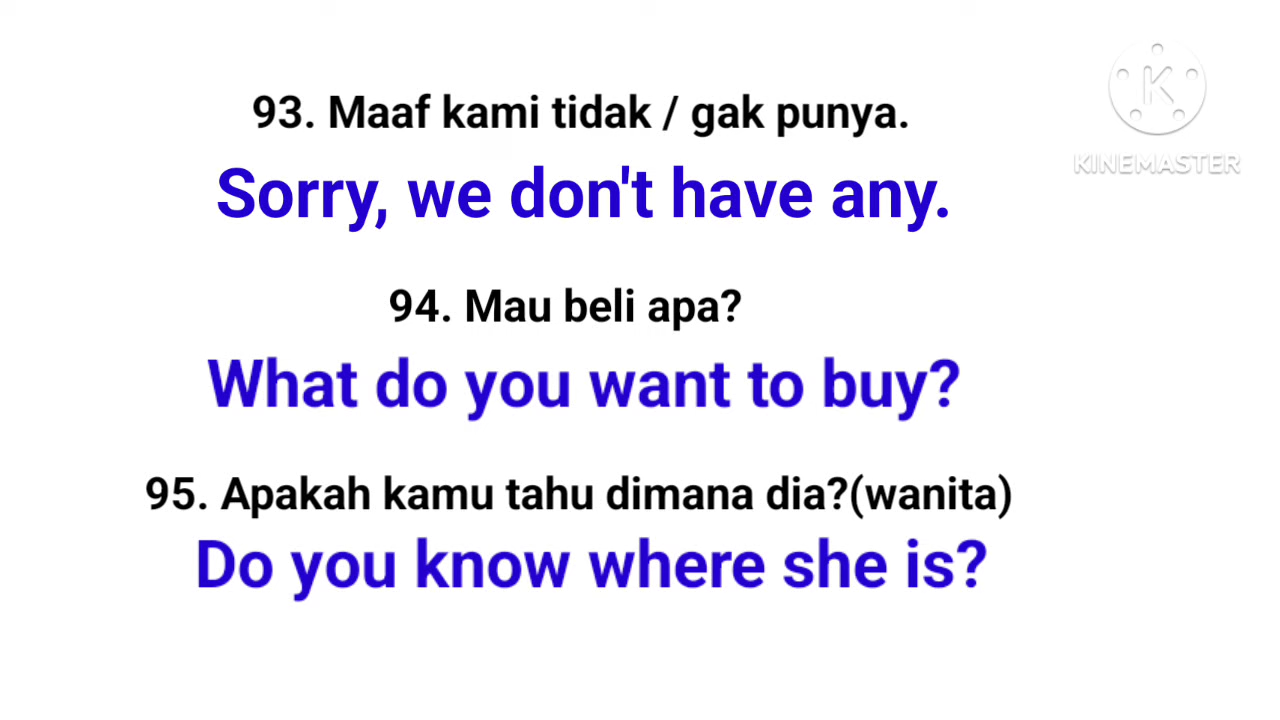 93. Maaf kami tidak / gak punya.
Sorry, we don't have any.
94. Mau beli apa?
What do you want to buy?
95. Apakah kamu tahu dimana dia?(wanita)
Do you know where she is?
K
KINEMASTER